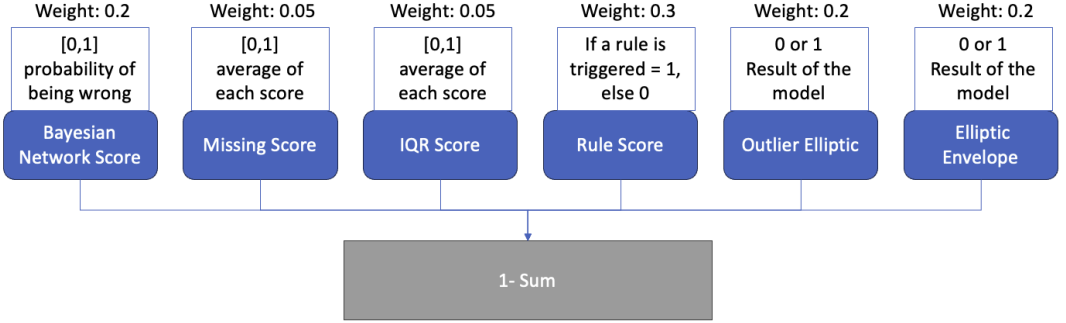 Weight: 0.2
Weight: 0.05
Weight: 0.05
Weight: 0.3
Weight: 0.2
Weight: 0.2
[0,1]
probability of
being wrong
[0,1]
average of
each score
[0,1]
average of
each score
If a rule is
triggered = 1,
else 0
0 or 1
Result of the
model
0 or 1
Result of the
model
Bayesian
Network Score
Missing Score
IQR Score
Rule Score
Outlier Elliptic
Elliptic
Envelope
1- Sum